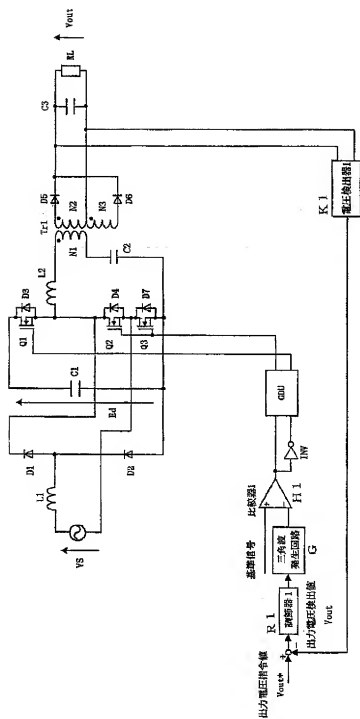 VS
L1
D1
D2
Ed
C1
Q1
D3
Q2
D4
Q3
D7
L2
Tr1
N1
N2
N3
C2
D5
D6
C3
RL
Vout
K1
電圧検出器1
GDU
INV
比較器1
H1
基準信号
三角波
発生回路
G
R1
調節器1
出力電圧指令値
Vout*
出力電圧検出値
Vout
+
-
+
-